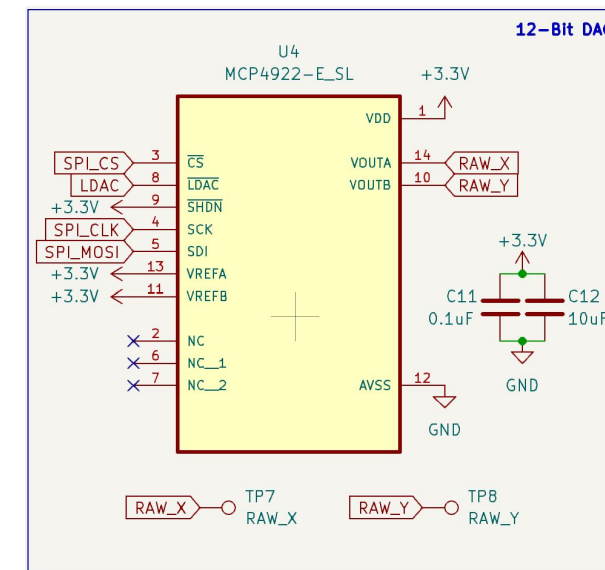 12-Bit DA
U4
MCP4922-E_SL
+3.3V
VDD 1
SPI_CS 3 CS VOUTA 14 RAW_X
LDAC 8 LDAC VOUTB 10 RAW_Y
+3.3V 9 SHDN
SPI_CLK 4 SCK
SPI_MOSI 5 SDI
+3.3V 13 VREFA
+3.3V 11 VREFB
+3.3V
C11 C12
0.1uF 10uF
2 NC
6 NC__1
7 NC__2 AVSS 12
GND
GND
RAW_X TP7 RAW_Y TP8
RAW_X RAW_Y